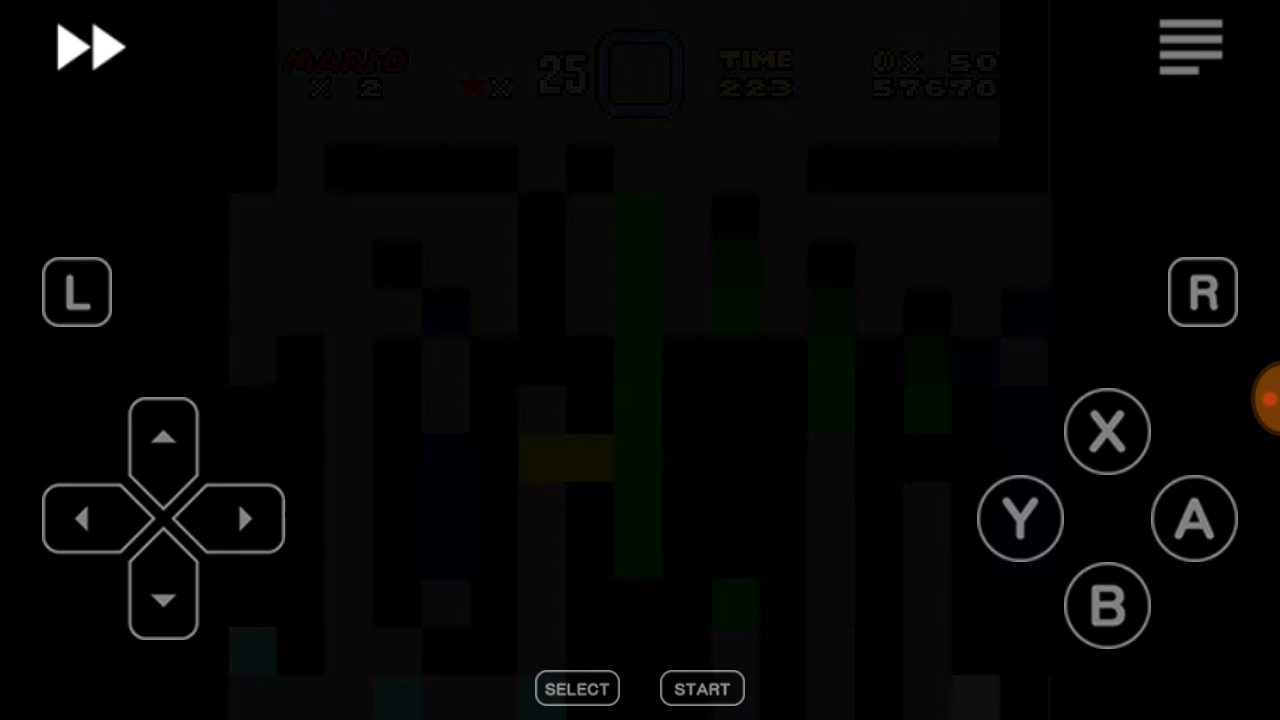 MARIO
x 2
★x 25
TIME
223
x 50
57670
L
R
X
Y
A
B
SELECT
START